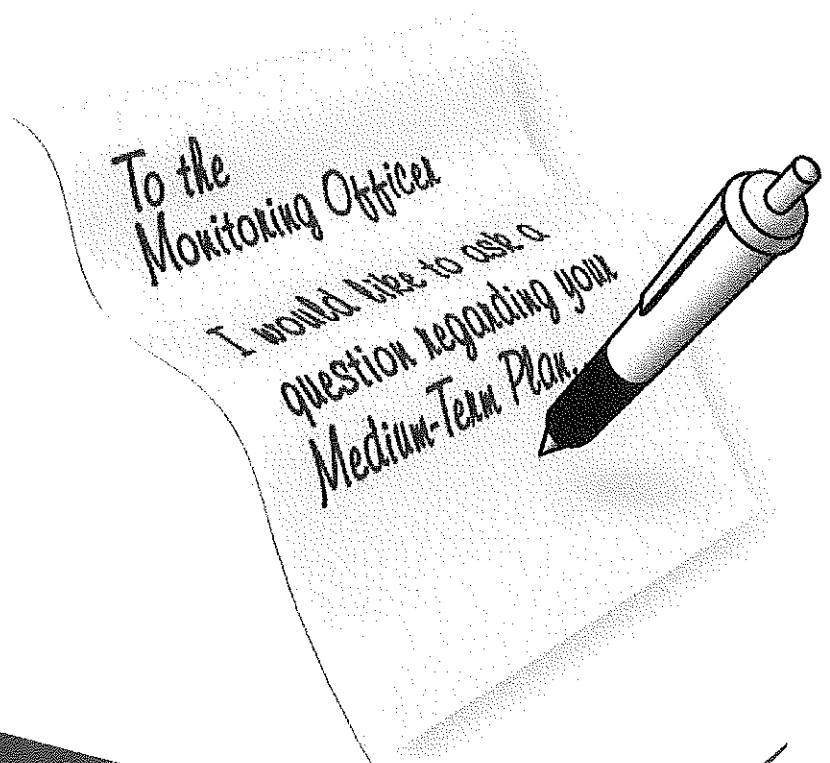 To the
Monitoring Officer
I would like to ask a
question regarding your
Medium-Term Plan.